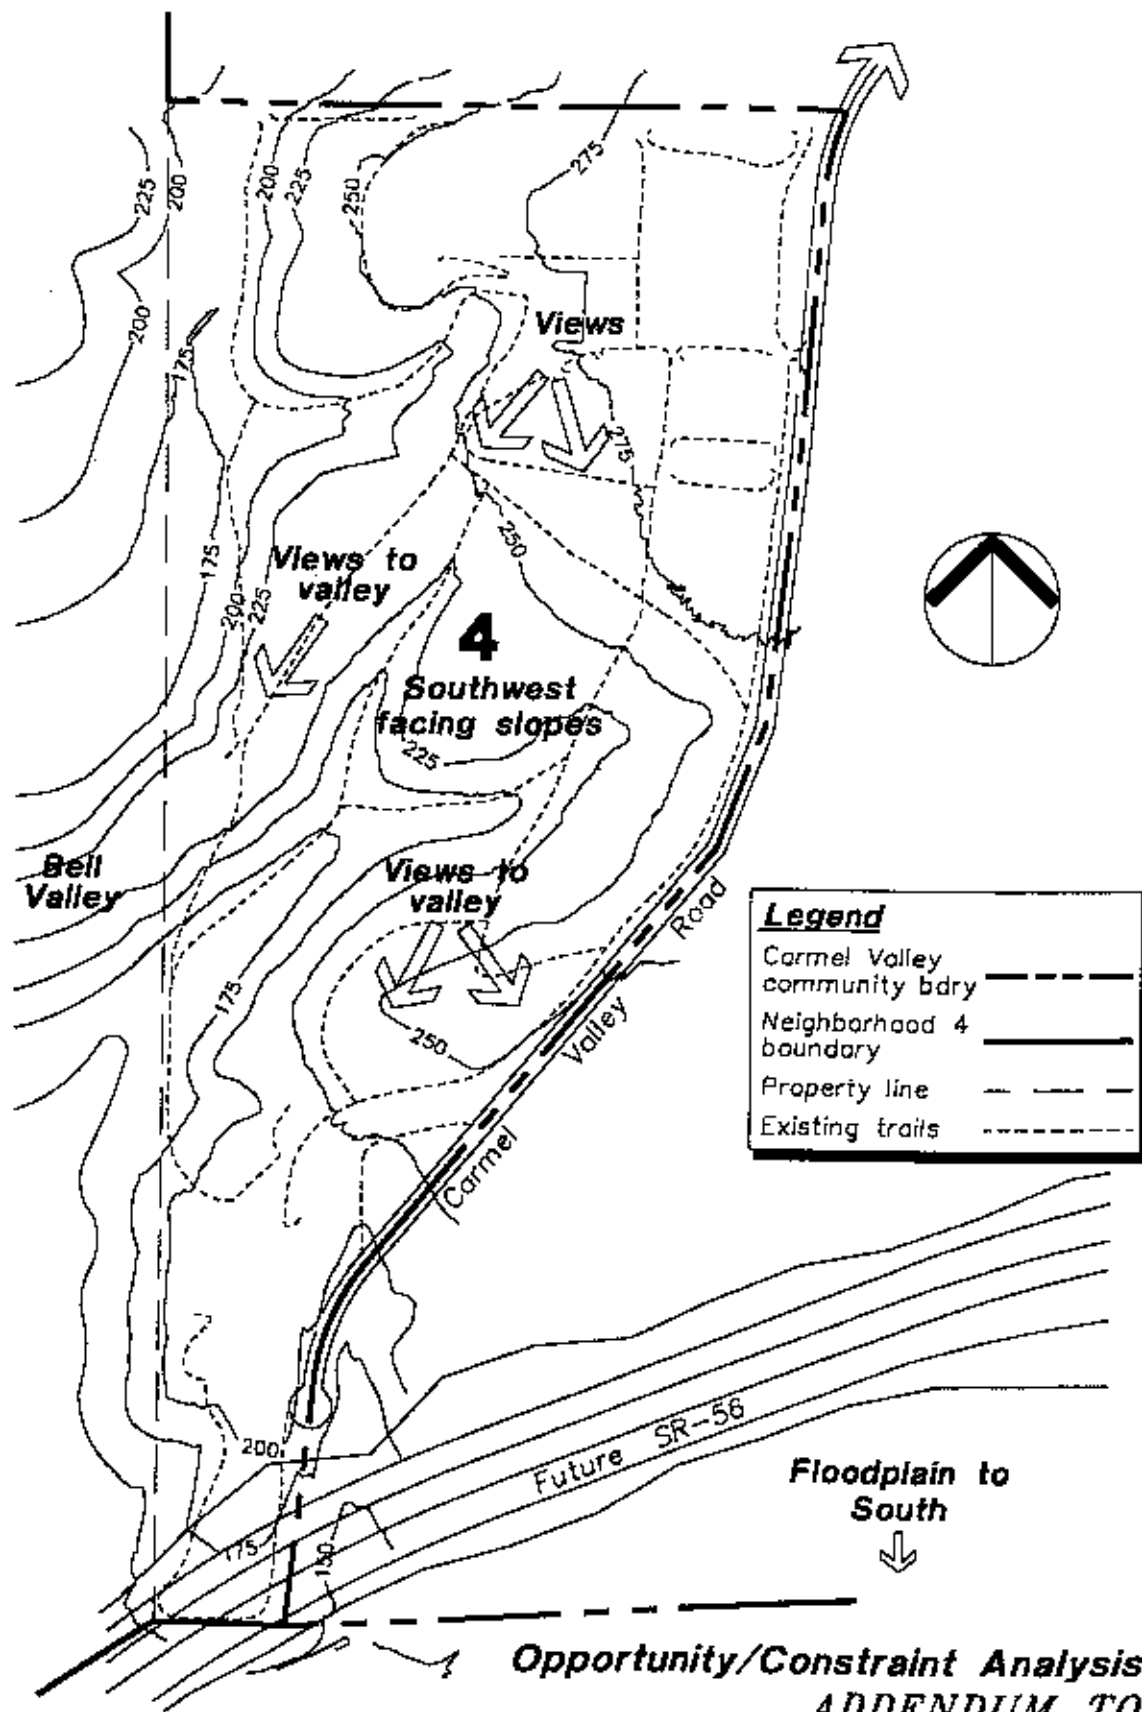 275
225
200
200
225
250
200
Views
175
275
250
175
Views to
valley
200
225
4
Southwest
facing slopes
225
Bell
Valley
Views to
valley
Road
Legend
Carmel Valley
community bdry
Neighborhood 4
boundary
Property line
Existing trails
175
250
Valley
Carmel
200
Future SR-56
Floodplain to
South
175
150
Opportunity/Constraint Analysis
ADDENDUM TO